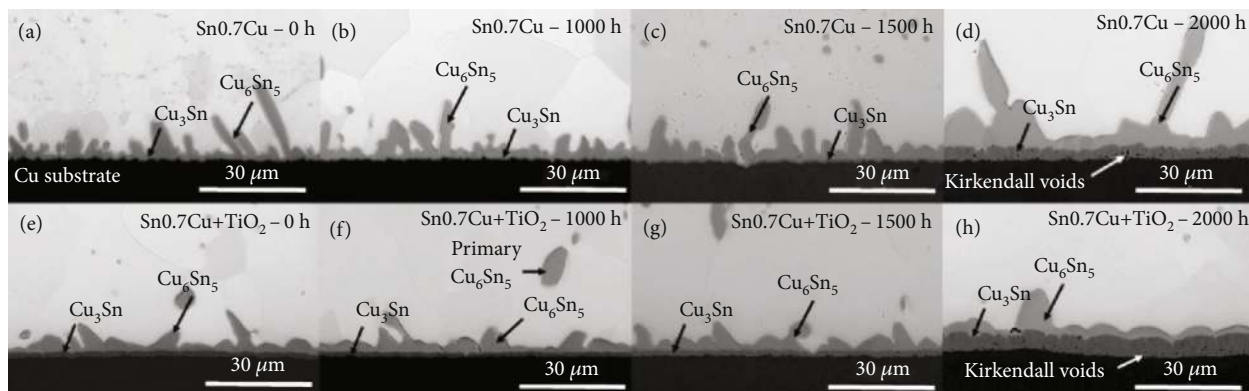 (a)
Sn0.7Cu – 0 h
Cu₆Sn₅
Cu₃Sn
Cu substrate
30 μm
(b)
Sn0.7Cu – 1000 h
Cu₆Sn₅
Cu₃Sn
30 μm
(c)
Sn0.7Cu – 1500 h
Cu₆Sn₅
Cu₃Sn
30 μm
(d)
Sn0.7Cu – 2000 h
Cu₆Sn₅
Cu₃Sn
Kirkendall voids
30 μm
(e)
Sn0.7Cu+TiO₂ – 0 h
Cu₆Sn₅
Cu₃Sn
30 μm
(f)
Sn0.7Cu+TiO₂ – 1000 h
Primary
Cu₆Sn₅
Cu₆Sn₅
Cu₃Sn
30 μm
(g)
Sn0.7Cu+TiO₂ – 1500 h
Cu₆Sn₅
Cu₃Sn
30 μm
(h)
Sn0.7Cu+TiO₂ – 2000 h
Cu₆Sn₅
Cu₃Sn
30 μm
Kirkendall voids